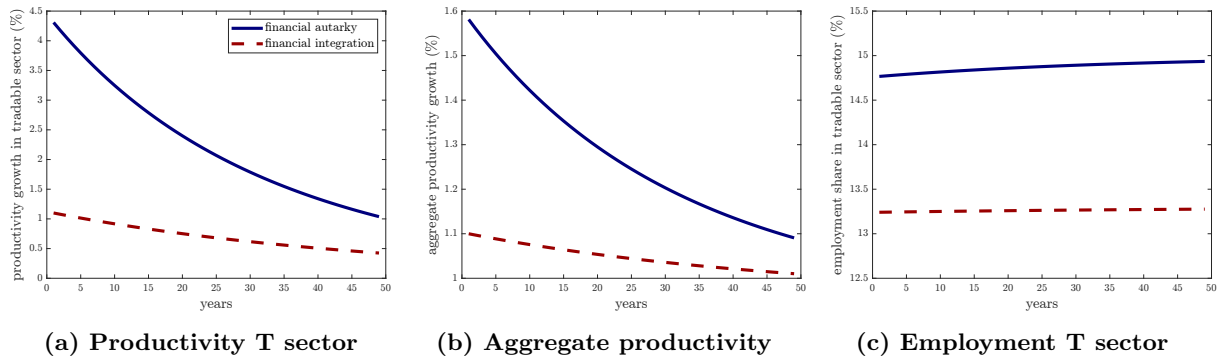 productivity growth in tradable sector (%)
5
4.5
4
3.5
3
2.5
2
1.5
1
0.5
0
financial autarky
financial integration
0 5 10 15 20 25 30 35 40 45 50
years
(a) Productivity T sector
aggregate productivity growth (%)
1.6
1.5
1.4
1.3
1.2
1.1
1
0 5 10 15 20 25 30 35 40 45 50
years
(b) Aggregate productivity
employment share in tradable sector (%)
15.5
15
14.5
14
13.5
13
12.5
0 5 10 15 20 25 30 35 40 45 50
years
(c) Employment T sector